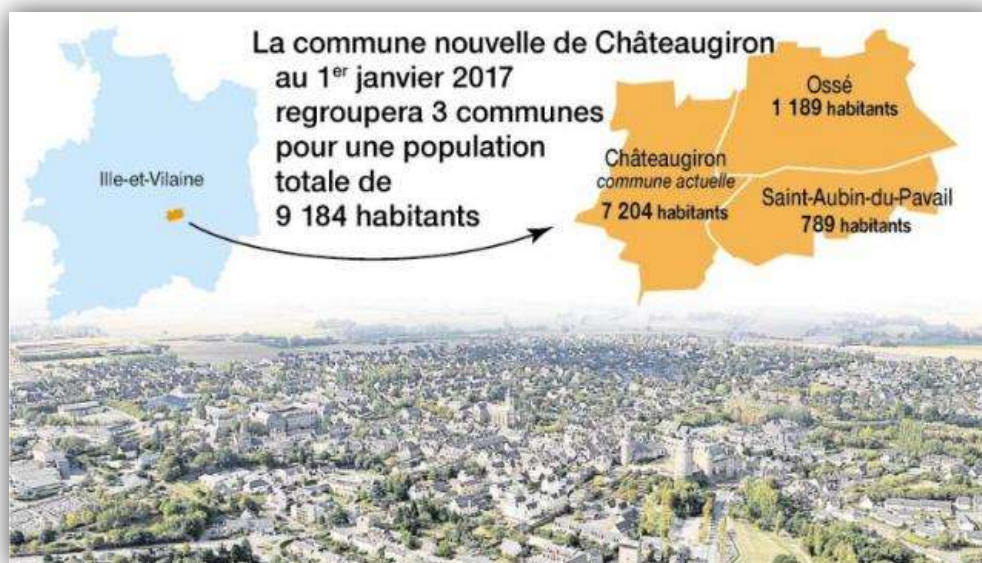 La commune nouvelle de Châteaugiron
au 1er janvier 2017
regroupera 3 communes
pour une population
totale de
9 184 habitants
Ille-et-Vilaine
Ossé
1 189 habitants
Châteaugiron
commune actuelle
7 204 habitants
Saint-Aubin-du-Pavail
789 habitants